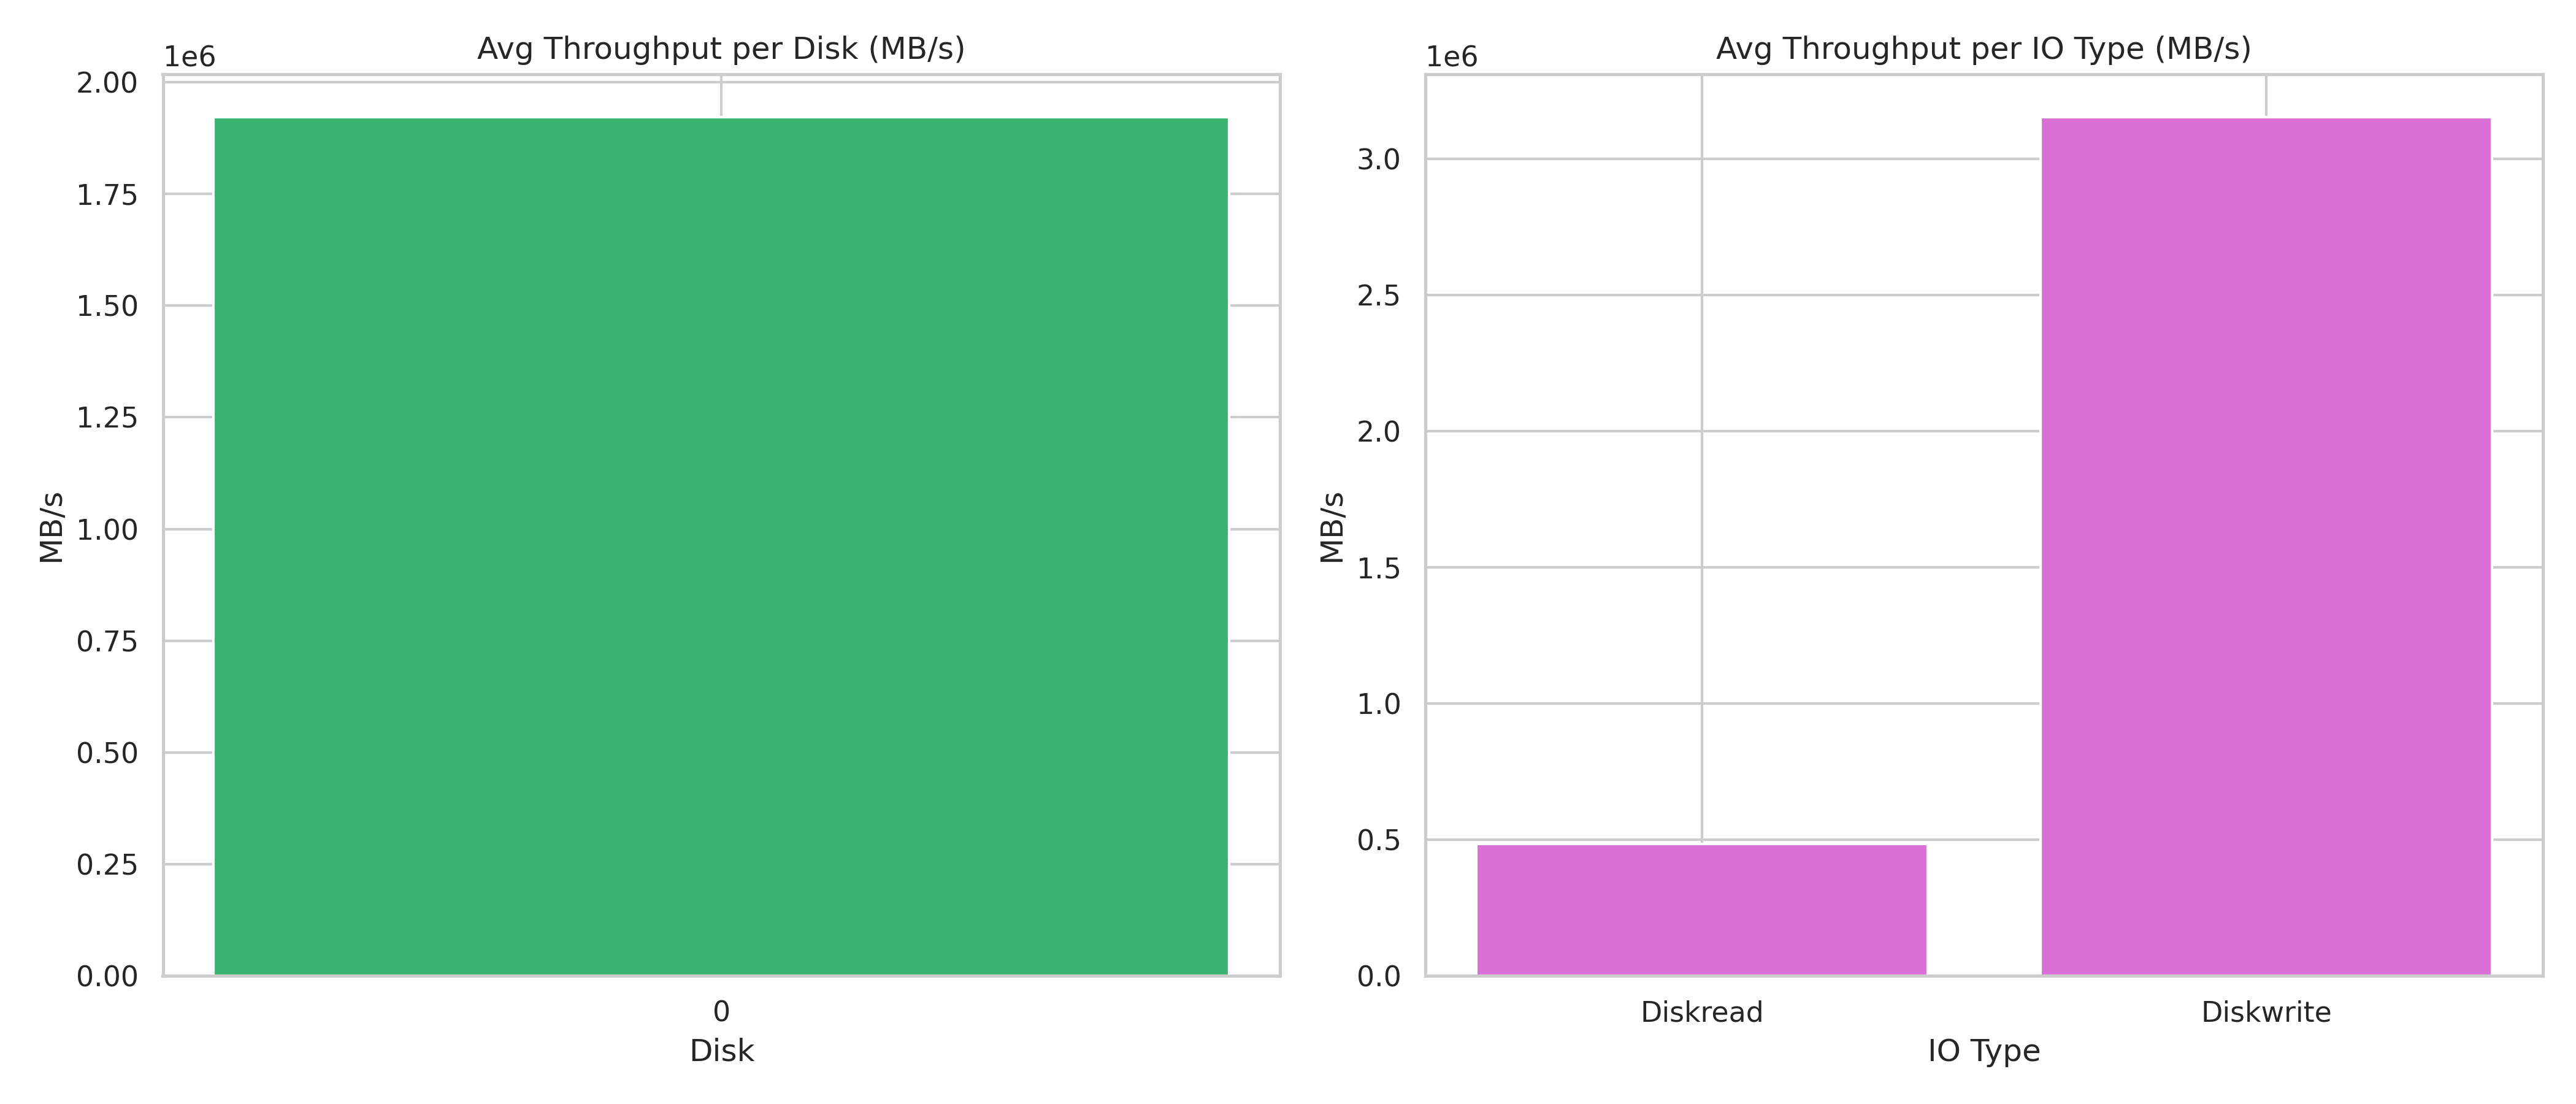 Avg Throughput per Disk (MB/s)
1e6
2.00
1.75
1.50
1.25
1.00
0.75
0.50
0.25
0.00
MB/s
0
Disk
Avg Throughput per IO Type (MB/s)
1e6
3.0
2.5
2.0
1.5
1.0
0.5
0.0
MB/s
Diskread
Diskwrite
IO Type